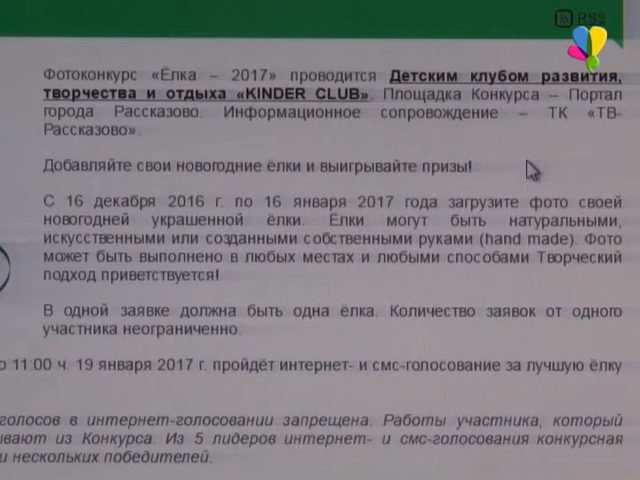 RSS
Фотоконкурс «Ёлка – 2017» проводится Детским клубом развития,
творчества и отдыха «KINDER CLUB». Площадка Конкурса – Портал
города Рассказово. Информационное сопровождение – ТК «ТВ-
Рассказово».
Добавляйте свои новогодние ёлки и выигрывайте призы!
С 16 декабря 2016 г. по 16 января 2017 года загрузите фото своей
новогодней украшенной ёлки. Елки могут быть натуральными,
искусственными или созданными собственными руками (hand made). Фото
может быть выполнено в любых местах и любыми способами Творческий
подход приветствуется!
В одной заявке должна быть одна ёлка. Количество заявок от одного
участника неограниченно.
о 11:00 ч. 19 января 2017 г. пройдёт интернет- и смс-голосование за лучшую ёлку
голосов в интернет-голосовании запрещена. Работы участника, который
ывают из Конкурса. Из 5 лидеров интернет- и смс-голосования конкурсная
и нескольких победителей.